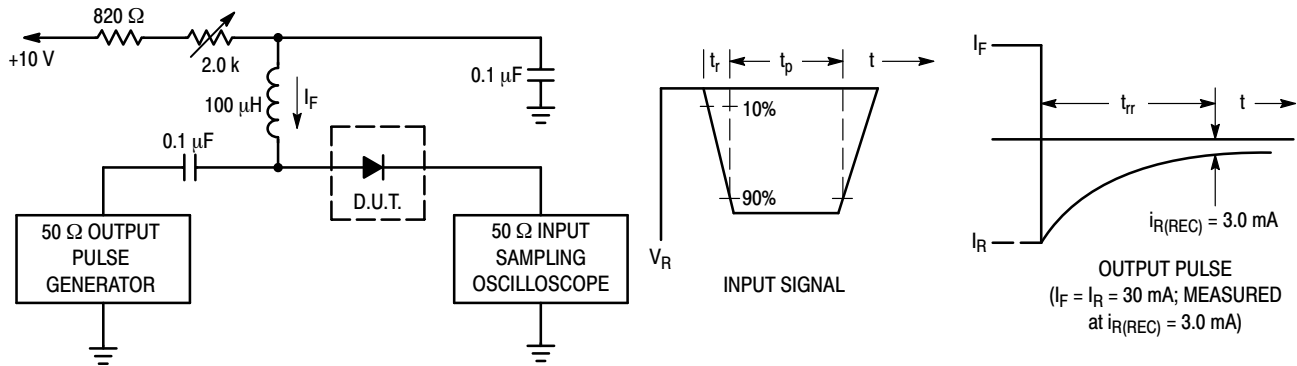 820 Ω
+10 V
2.0 k
100 µH
I_F
0.1 µF
0.1 µF
D.U.T.
50 Ω OUTPUT
PULSE
GENERATOR
50 Ω INPUT
SAMPLING
OSCILLOSCOPE
t_r
t_p
t
10%
90%
V_R
INPUT SIGNAL
I_F
t_rr
t
I_R
i_R(REC) = 3.0 mA
OUTPUT PULSE
(I_F = I_R = 30 mA; MEASURED
at i_R(REC) = 3.0 mA)